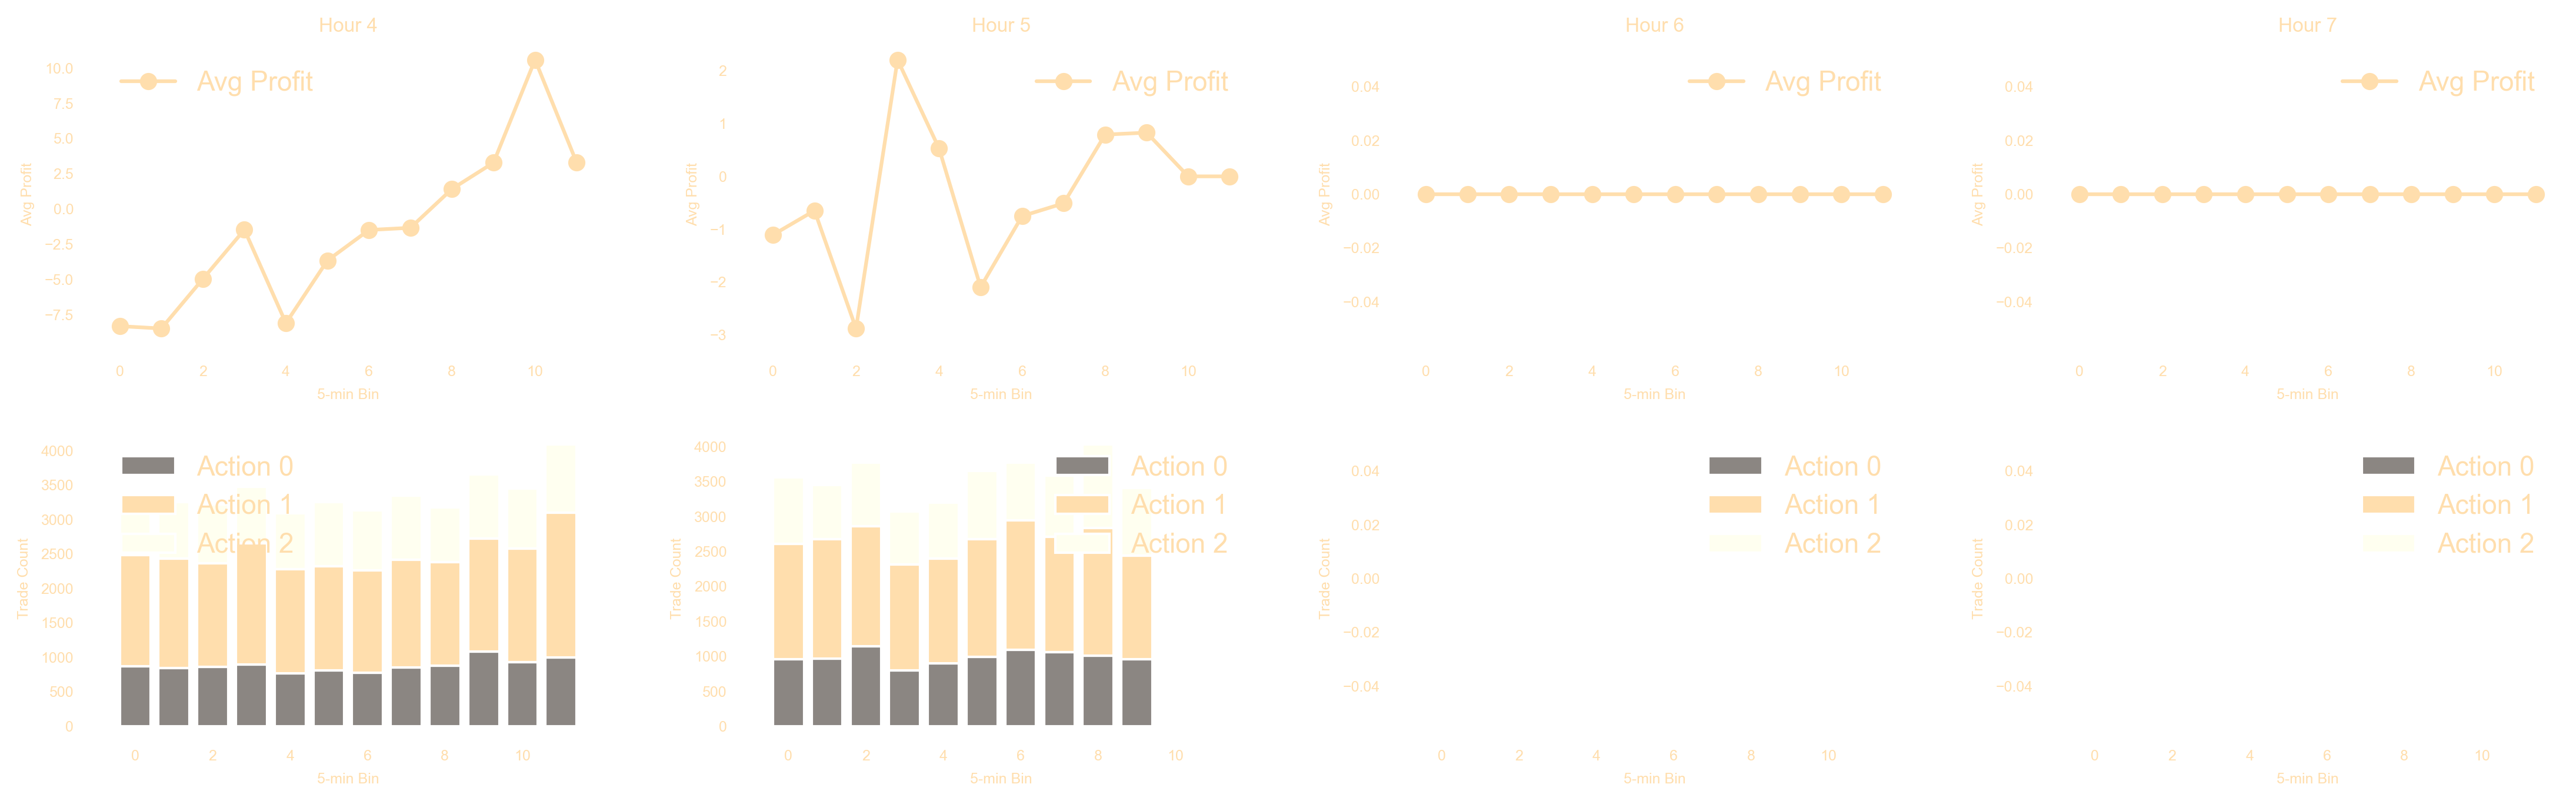 Hour 4
Avg Profit
10.0
7.5
5.0
2.5
0.0
−2.5
−5.0
−7.5
Avg Profit
0 2 4 6 8 10
5-min Bin
Hour 5
Avg Profit
2
1
0
−1
−2
−3
Avg Profit
0 2 4 6 8 10
5-min Bin
Hour 6
Avg Profit
0.04
0.02
0.00
−0.02
−0.04
Avg Profit
0 2 4 6 8 10
5-min Bin
Hour 7
Avg Profit
0.04
0.02
0.00
−0.02
−0.04
Avg Profit
0 2 4 6 8 10
5-min Bin
4000
3500
3000
2500
2000
1500
1000
500
0
Trade Count
Action 0
Action 1
Action 2
0 2 4 6 8 10
5-min Bin
4000
3500
3000
2500
2000
1500
1000
500
0
Trade Count
Action 0
Action 1
Action 2
0 2 4 6 8 10
5-min Bin
0.04
0.02
0.00
−0.02
−0.04
Trade Count
Action 0
Action 1
Action 2
0 2 4 6 8 10
5-min Bin
0.04
0.02
0.00
−0.02
−0.04
Trade Count
Action 0
Action 1
Action 2
0 2 4 6 8 10
5-min Bin